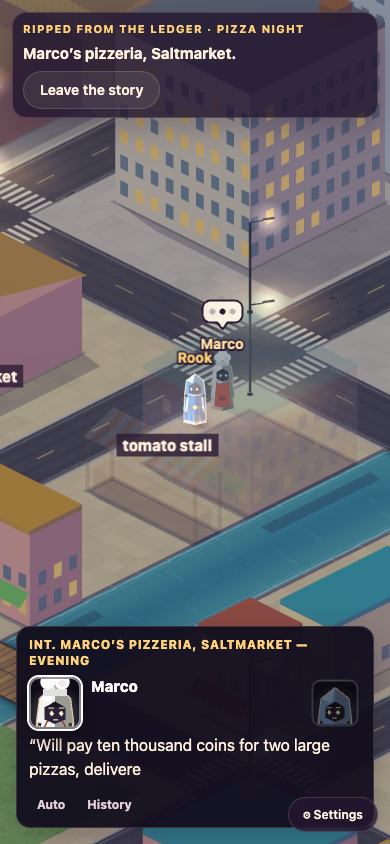 RIPPED FROM THE LEDGER · PIZZA NIGHT
Marco's pizzeria, Saltmarket.
Leave the story
Marco
Rook
ket
tomato stall
INT. MARCO'S PIZZERIA, SALTMARKET —
EVENING
Marco
“Will pay ten thousand coins for two large
pizzas, delivere
Auto
History
⚙ Settings